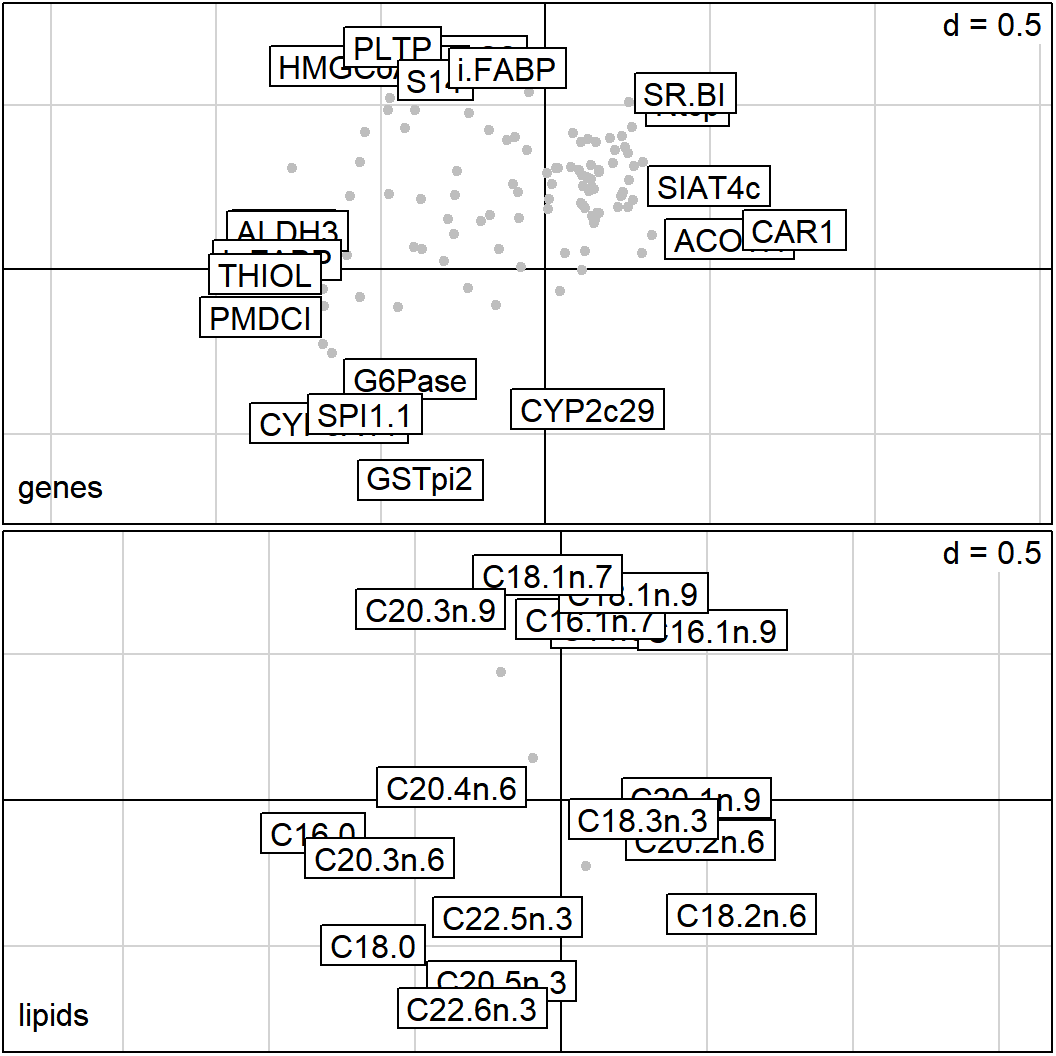 d = 0.5
PLTP
i.FABP
S14
SR.BI
SIAT4c
CAR1
ALDH3
THIOL
PMDCI
G6Pase
SPI1.1
CYP2c29
GSTpi2
genes
d = 0.5
C18.1n.7
C18.1n.9
C20.3n.9
C16.1n.7
C16.1n.9
C20.4n.6
C20.1n.9
C18.3n.3
C20.2n.6
C16.0
C20.3n.6
C18.2n.6
C22.5n.3
C18.0
C20.5n.3
C22.6n.3
lipids